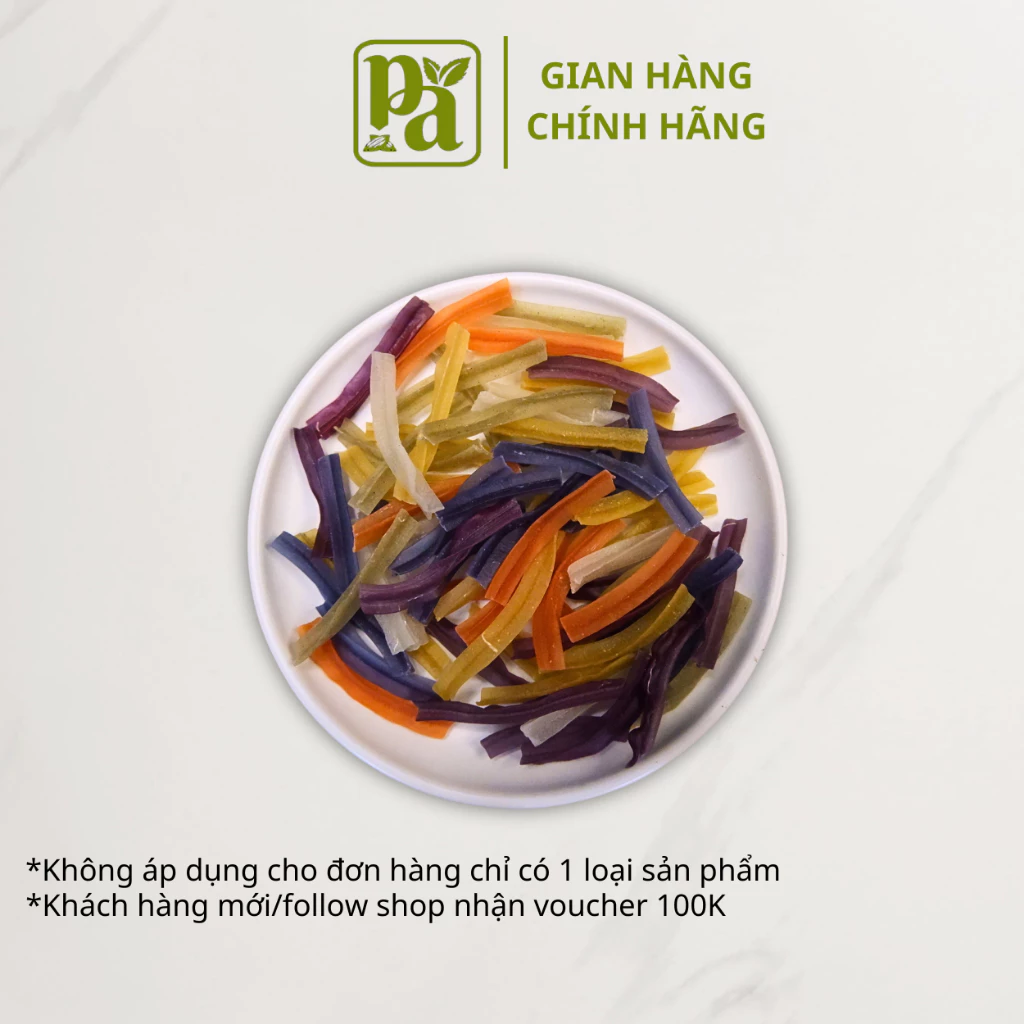 pa
GIAN HÀNG
CHÍNH HÃNG
*Không áp dụng cho đơn hàng chỉ có 1 loại sản phẩm
*Khách hàng mới/follow shop nhận voucher 100K